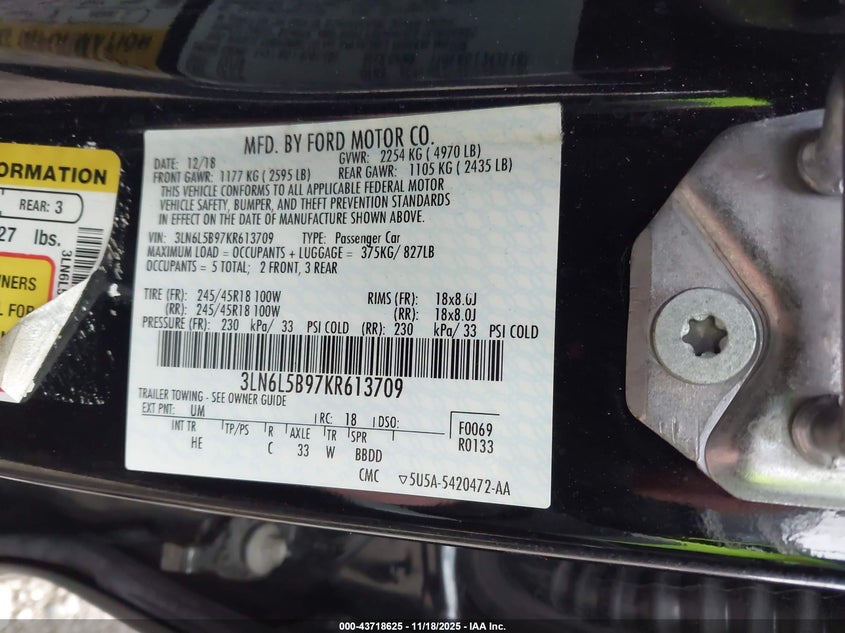 MFD. BY FORD MOTOR CO.
DATE: 12/18 GVWR: 2254 KG ( 4970 LB)
FRONT GAWR: 1177 KG ( 2595 LB) REAR GAWR: 1105 KG ( 2435 LB)
THIS VEHICLE CONFORMS TO ALL APPLICABLE FEDERAL MOTOR
VEHICLE SAFETY, BUMPER, AND THEFT PREVENTION STANDARDS
IN EFFECT ON THE DATE OF MANUFACTURE SHOWN ABOVE.
VIN: 3LN6L5B97KR613709 TYPE: Passenger Car
MAXIMUM LOAD = OCCUPANTS + LUGGAGE = 375KG/ 827LB
OCCUPANTS = 5 TOTAL; 2 FRONT, 3 REAR
TIRE (FR): 245/45R18 100W RIMS (FR): 18x8.0J
(RR): 245/45R18 100W (RR): 18x8.0J
PRESSURE (FR): 230 kPa/ 33 PSI COLD (RR): 230 kPa/ 33 PSI COLD
3LN6L5B97KR613709
TRAILER TOWING - SEE OWNER GUIDE
EXT PNT: UM RC: 18 DSO: F0069
INT TR TP/PS R AXLE TR SPR R0133
HE C 33 W BBDD
CMC ▽5U5A-5420472-AA
ORMATION
REAR: 3
27 lbs.
3LN6L5
WNERS
L FOR
000-43718625 - 11/18/2025 - IAA Inc.